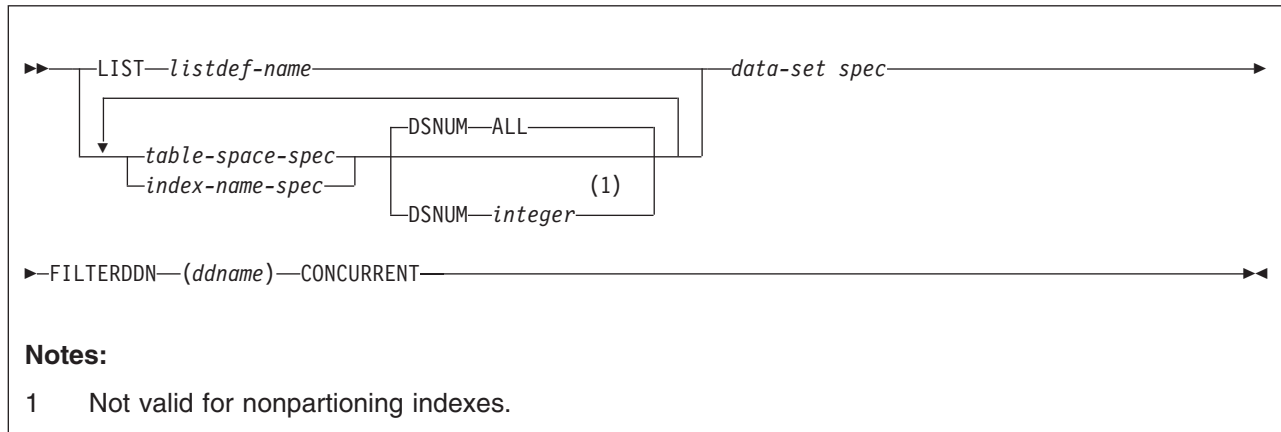 LIST listdef-name data-set spec
DSNUM ALL
table-space-spec
index-name-spec (1)
DSNUM integer
FILTERDDN (ddname) CONCURRENT
Notes:
1 Not valid for nonpartioning indexes.